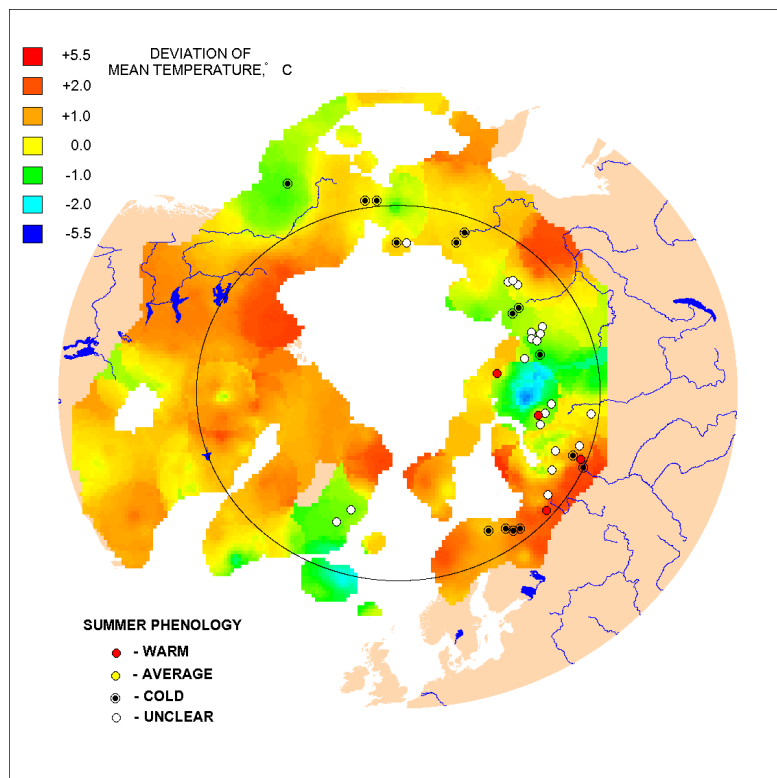 DEVIATION OF
MEAN TEMPERATURE,° C
+5.5
+2.0
+1.0
0.0
-1.0
-2.0
-5.5
SUMMER PHENOLOGY
- WARM
- AVERAGE
- COLD
- UNCLEAR